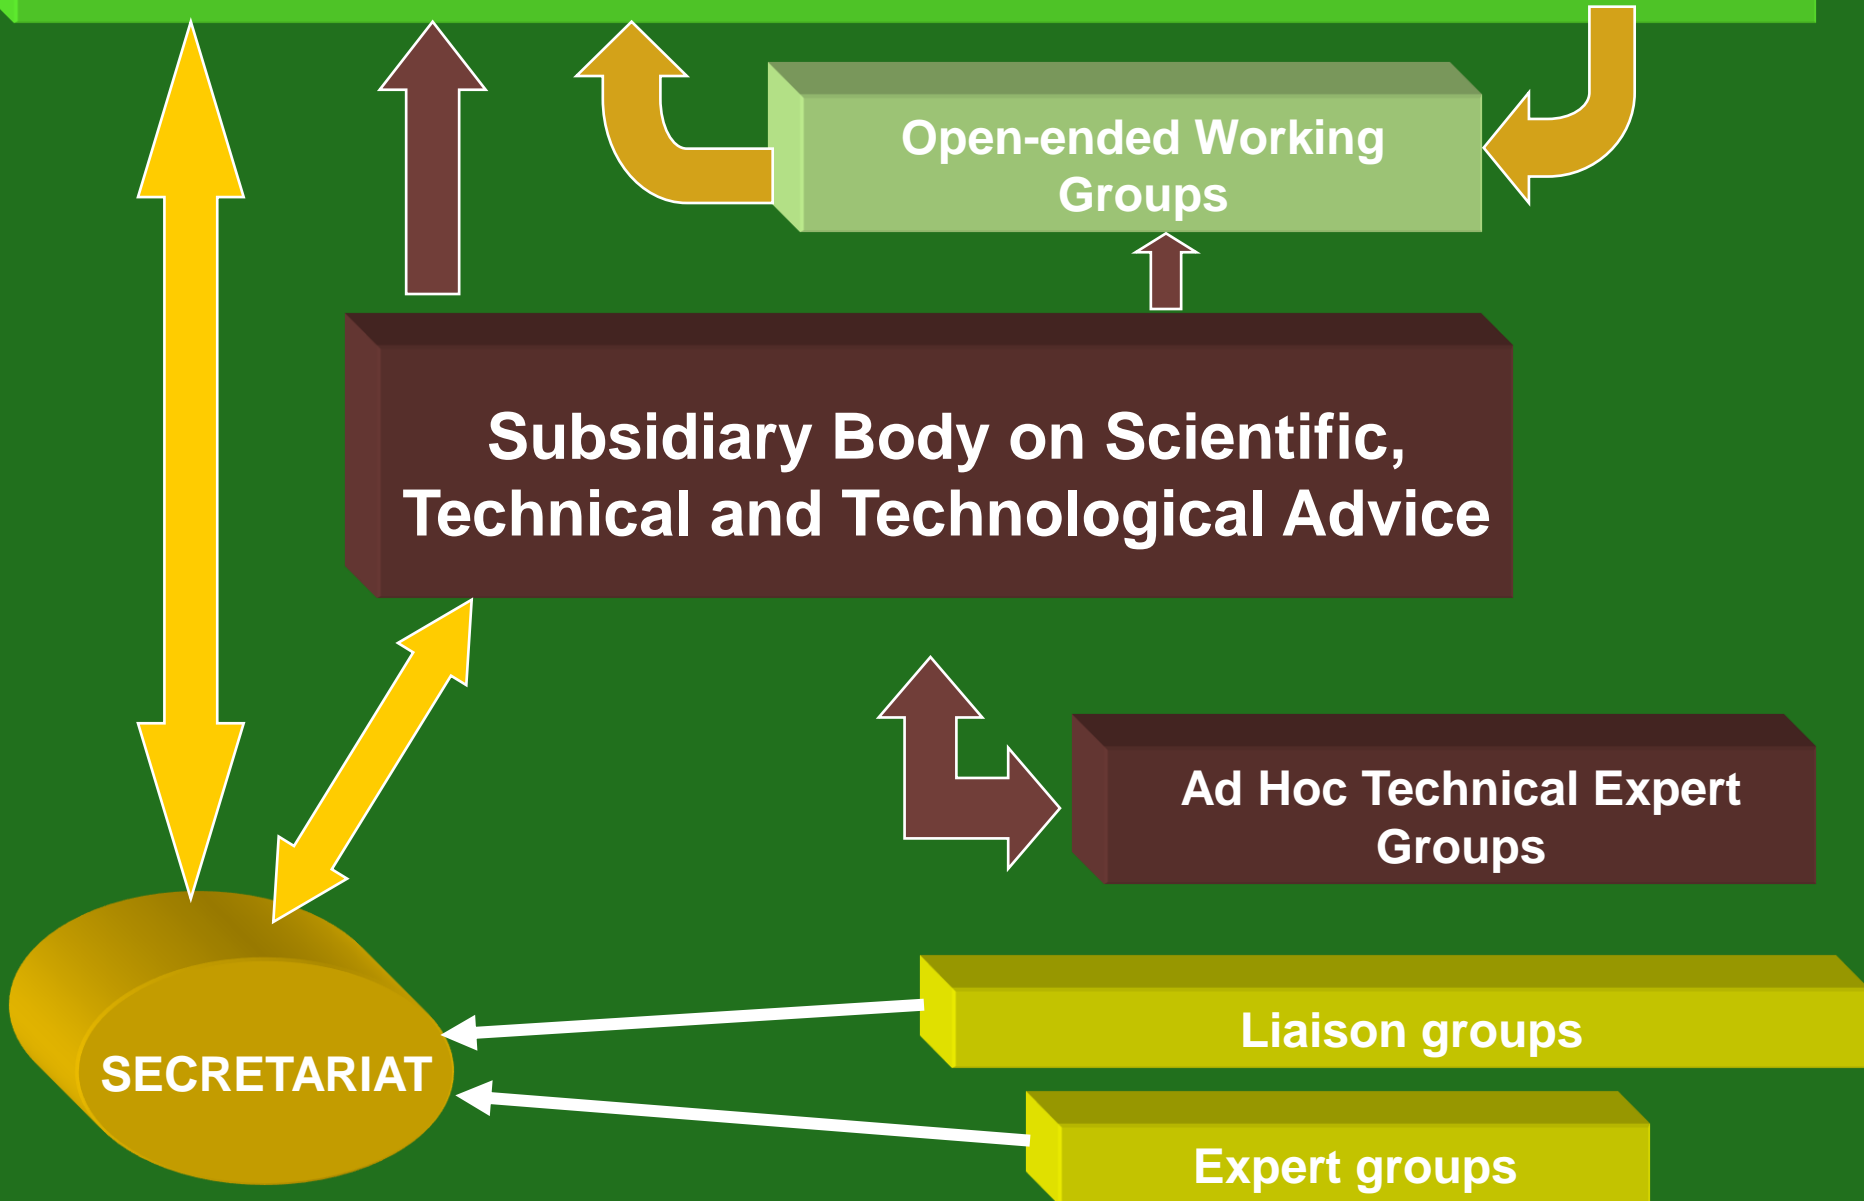 Open-ended Working
Groups
Subsidiary Body on Scientific,
Technical and Technological Advice
Ad Hoc Technical Expert
Groups
Liaison groups
SECRETARIAT
Expert groups